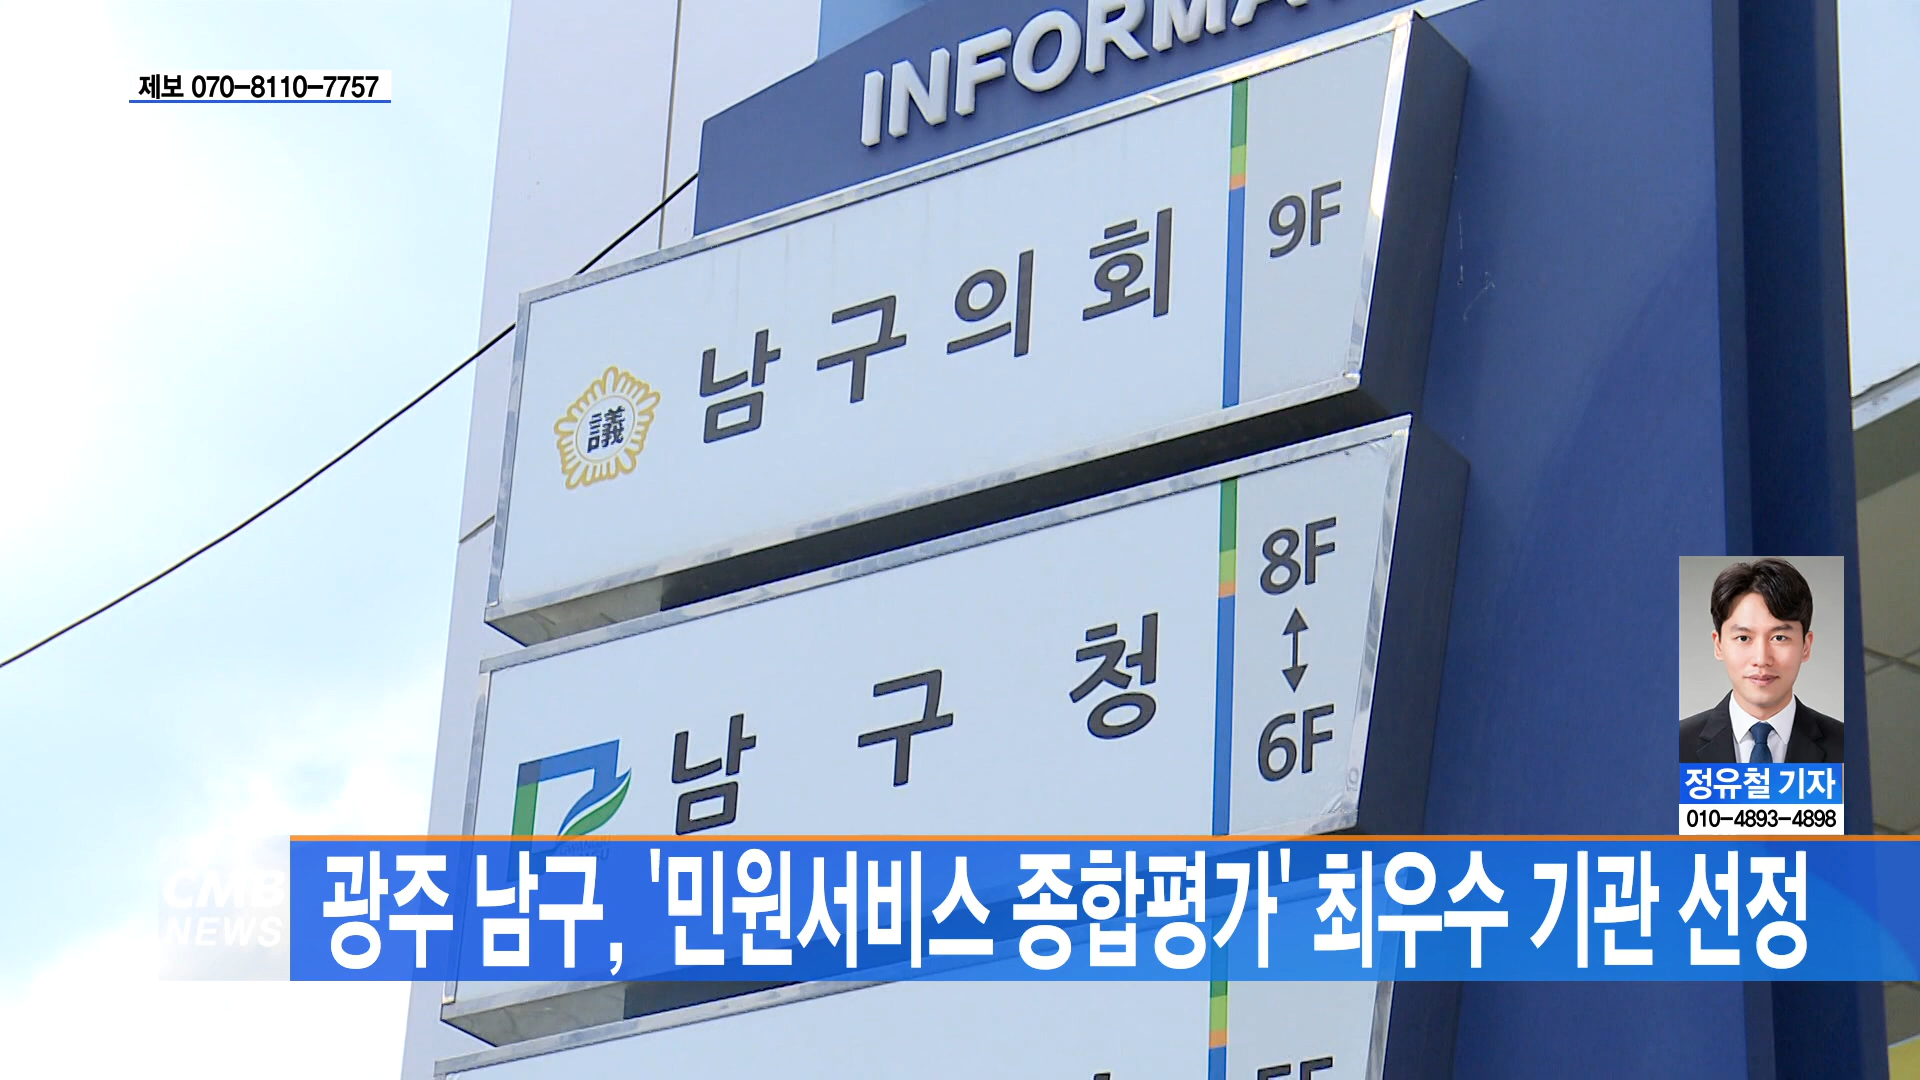 제보 070-8110-7757
INFORMA
남구의회 9F
議
8F
남구청
6F
정유철 기자
010-4893-4898
CMB
NEWS
광주 남구, '민원서비스 종합평가' 최우수 기관 선정